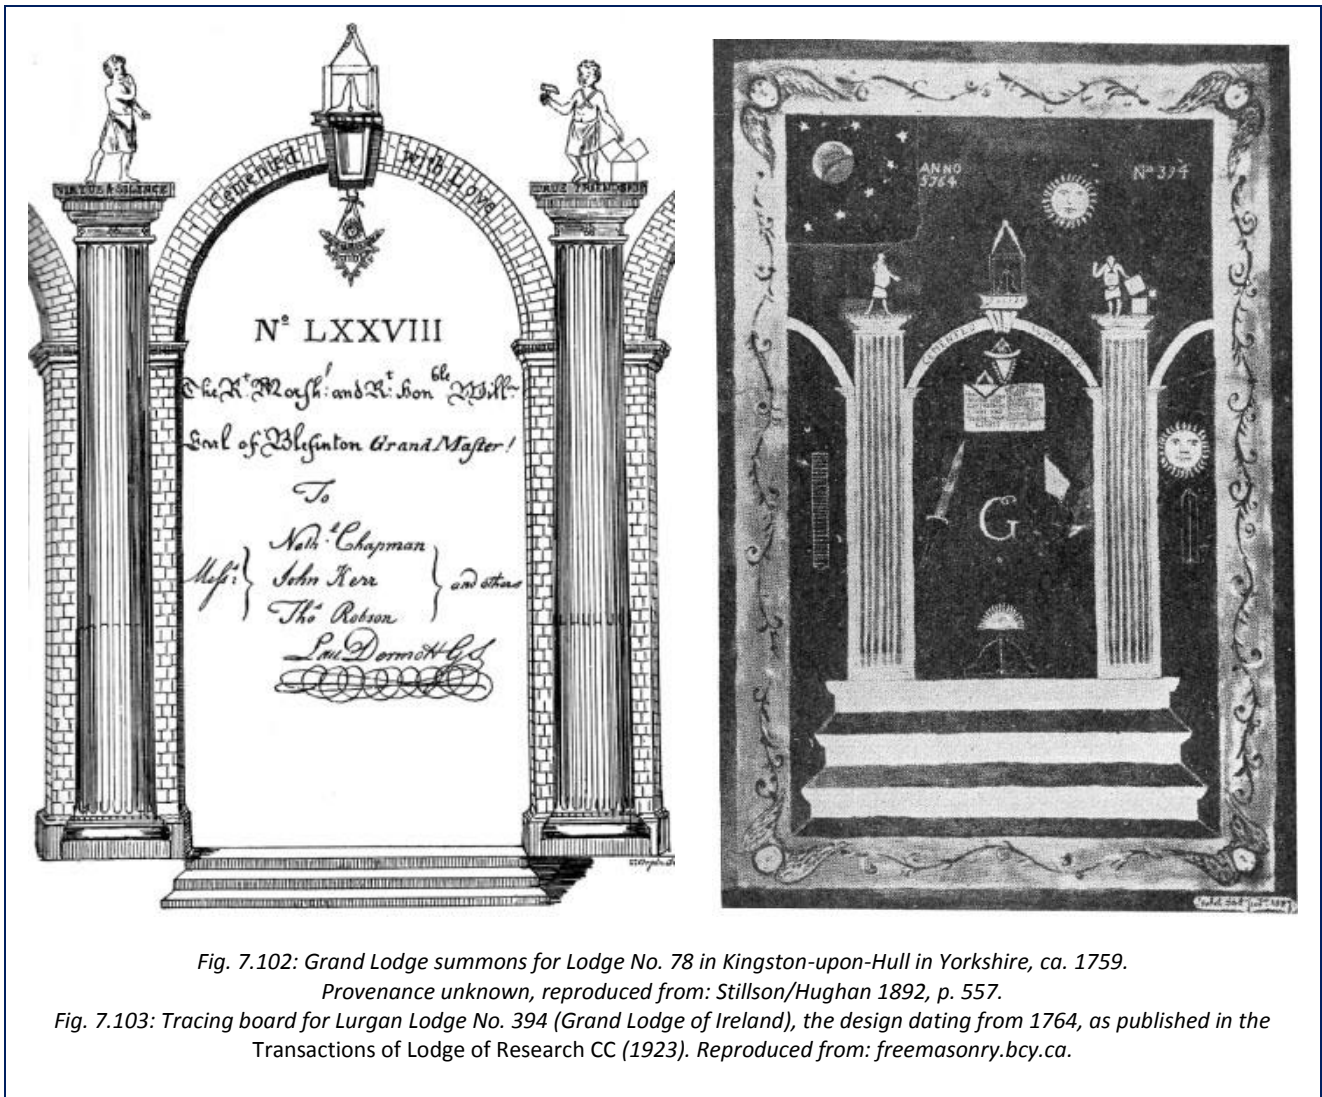 Cemented with Love
VIRTUE & SILENCE
TRUE FRIENDSHIP
Nº LXXVIII
The Rt. Worshl. and Rt. Honble Willm
Earl of Blesinton Grand Master!
To
Messrs.
Nathl. Chapman
John Kerr
Thos Robson
and others
Lau. Dermott G S
ANNO
5764
No 394
CEMENTED
G
Fig. 7.102: Grand Lodge summons for Lodge No. 78 in Kingston-upon-Hull in Yorkshire, ca. 1759.
Provenance unknown, reproduced from: Stillson/Hughan 1892, p. 557.
Fig. 7.103: Tracing board for Lurgan Lodge No. 394 (Grand Lodge of Ireland), the design dating from 1764, as published in the
Transactions of Lodge of Research CC (1923). Reproduced from: freemasonry.bcy.ca.